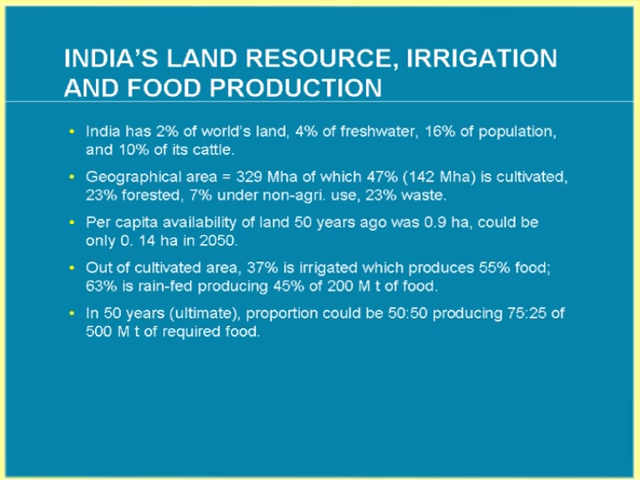 INDIA'S LAND RESOURCE, IRRIGATION
AND FOOD PRODUCTION
• India has 2% of world's land, 4% of freshwater, 16% of population,
and 10% of its cattle.
• Geographical area = 329 Mha of which 47% (142 Mha) is cultivated,
23% forested, 7% under non-agri. use, 23% waste.
• Per capita availability of land 50 years ago was 0.9 ha, could be
only 0. 14 ha in 2050.
• Out of cultivated area, 37% is irrigated which produces 55% food;
63% is rain-fed producing 45% of 200 M t of food.
• In 50 years (ultimate), proportion could be 50:50 producing 75:25 of
500 M t of required food.